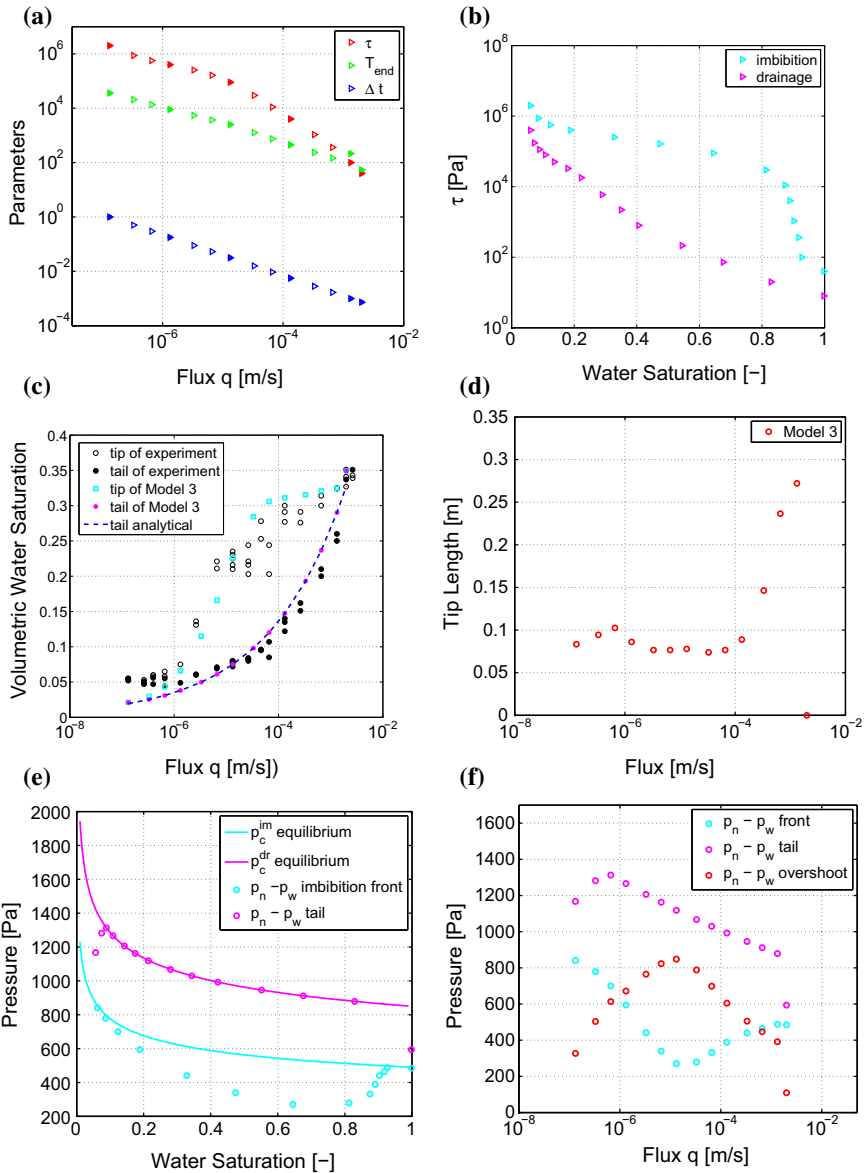 (a)
10^6
10^4
10^2
10^0
10^−2
10^−4
Parameters
τ
T_end
Δ t
10^−6
10^−4
10^−2
Flux q [m/s]
(b)
10^8
10^6
10^4
10^2
10^0
τ [Pa]
imbibition
drainage
0
0.2
0.4
0.6
0.8
1
Water Saturation [−]
(c)
0.4
0.35
0.3
0.25
0.2
0.15
0.1
0.05
0
Volumetric Water Saturation
tip of experiment
tail of experiment
tip of Model 3
tail of Model 3
tail analytical
10^−8
10^−6
10^−4
10^−2
Flux q [m/s])
(d)
0.35
0.3
0.25
0.2
0.15
0.1
0.05
0
Tip Length [m]
Model 3
10^−8
10^−6
10^−4
10^−2
Flux [m/s]
(e)
2000
1800
1600
1400
1200
1000
800
600
400
200
Pressure [Pa]
p_c^im equilibrium
p_c^dr equilibrium
p_n −p_w imbibition front
p_n − p_w tail
0
0.2
0.4
0.6
0.8
1
Water Saturation [−]
(f)
1600
1400
1200
1000
800
600
400
200
0
Pressure [Pa]
p_n − p_w front
p_n − p_w tail
p_n − p_w overshoot
10^−8
10^−6
10^−4
10^−2
Flux q [m/s]